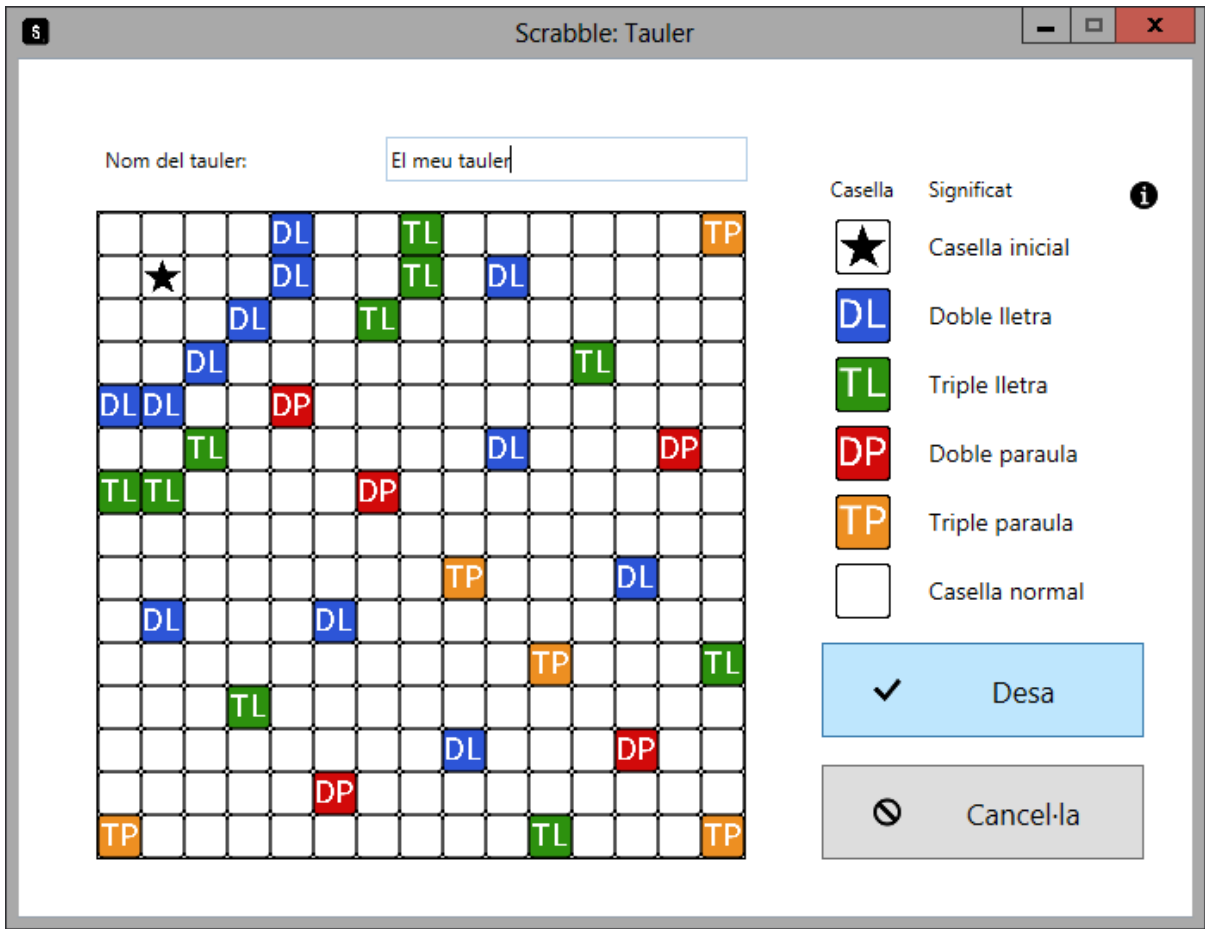 S
Scrabble: Tauler
Nom del tauler:
El meu tauler
Casella Significat
DL TL TP
Casella inicial
DL TL DL
DL Doble lletra
DL TL
DL TL
TL Triple lletra
DL DL DP
TL DL DP
DP Doble paraula
TL TL DP
TP Triple paraula
TP DL
Casella normal
DL DL
TP TL
TL
Desa
DL DP
DP
Cancel·la
TP TL TP